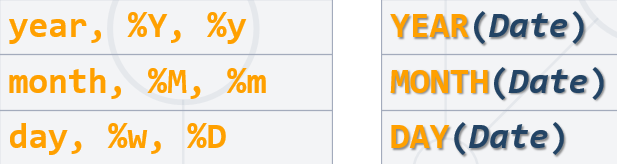 year, %Y, %y
YEAR(Date)
month, %M, %m
MONTH(Date)
day, %w, %D
DAY(Date)